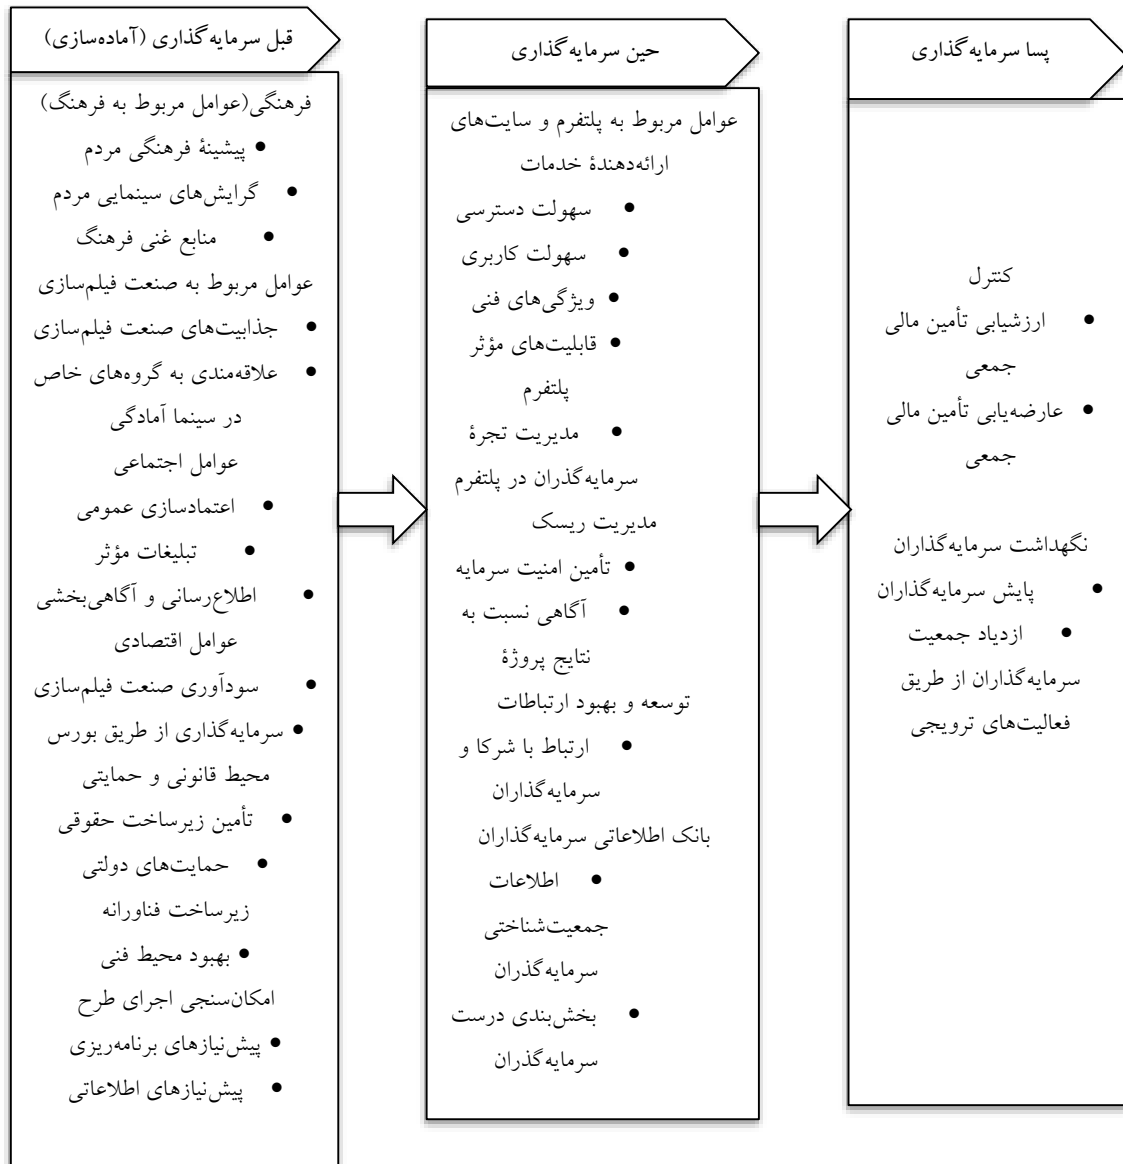 قبل سرمایه‌گذاری (آماده‌سازی)
فرهنگی(عوامل مربوط به فرهنگ)
● پیشینۀ فرهنگی مردم
● گرایش‌های سینمایی مردم
● منابع غنی فرهنگ
عوامل مربوط به صنعت فیلم‌سازی
● جذابیت‌های صنعت فیلم‌سازی
● علاقه‌مندی به گروه‌های خاص
در سینما آمادگی
عوامل اجتماعی
● اعتمادسازی عمومی
● تبلیغات مؤثر
● اطلاع‌رسانی و آگاهی‌بخشی
عوامل اقتصادی
● سودآوری صنعت فیلم‌سازی
● سرمایه‌گذاری از طریق بورس
محیط قانونی و حمایتی
● تأمین زیرساخت حقوقی
● حمایت‌های دولتی
زیرساخت فناورانه
● بهبود محیط فنی
امکان‌سنجی اجرای طرح
● پیش‌نیازهای برنامه‌ریزی
● پیش‌نیازهای اطلاعاتی
حین سرمایه‌گذاری
عوامل مربوط به پلتفرم و سایت‌های
ارائه‌دهندۀ خدمات
● سهولت دسترسی
● سهولت کاربری
● ویژگی‌های فنی
● قابلیت‌های مؤثر
پلتفرم
● مدیریت تجرۀ
سرمایه‌گذران در پلتفرم
مدیریت ریسک
● تأمین امنیت سرمایه
● آگاهی نسبت به
نتایج پروژۀ
توسعه و بهبود ارتباطات
● ارتباط با شرکا و
سرمایه‌گذاران
بانک اطلاعاتی سرمایه‌گذاران
● اطلاعات
جمعیت‌شناختی
سرمایه‌گذران
● بخش‌بندی درست
سرمایه‌گذران
پسا سرمایه‌گذاری
کنترل
● ارزشیابی تأمین مالی
جمعی
● عارضه‌یابی تأمین مالی
جمعی
نگهداشت سرمایه‌گذاران
● پایش سرمایه‌گذاران
● ازدیاد جمعیت
سرمایه‌گذاران از طریق
فعالیت‌های ترویجی